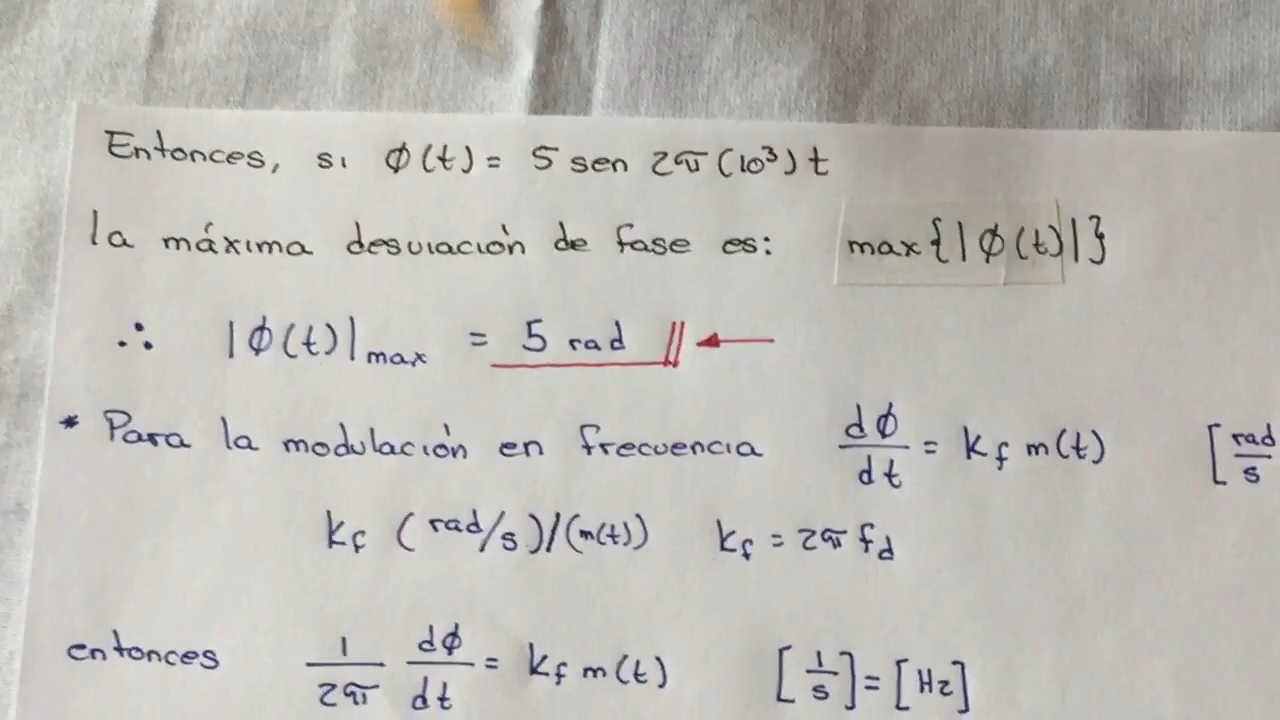 Entonces, si ϕ(t) = 5 sen 2π(10³)t
la máxima desviación de fase es: max{|ϕ(t)|}
∴ |ϕ(t)|max = 5 rad
* Para la modulación en frecuencia dϕ/dt = kf m(t) [rad/s
kf (rad/s)/(m(t)) kf = 2π fd
entonces 1/2π dϕ/dt = kf m(t) [1/s] = [Hz]